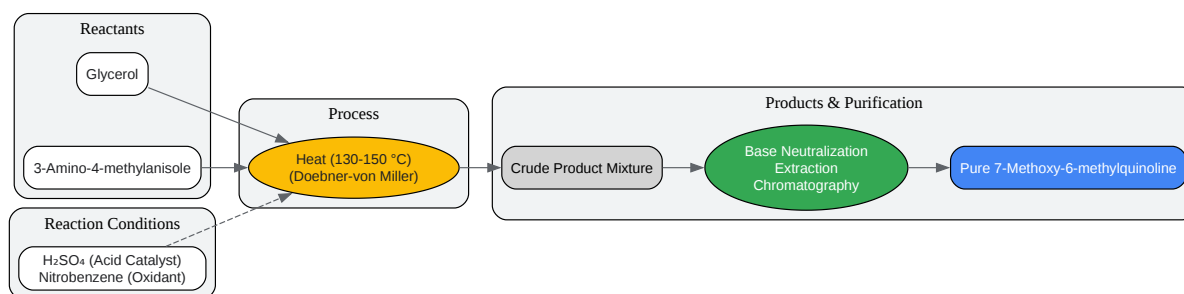 Reactants
Glycerol
3-Amino-4-methylanisole
Reaction Conditions
H₂SO₄ (Acid Catalyst)
Nitrobenzene (Oxidant)
Process
Heat (130-150 °C)
(Doebner-von Miller)
Products & Purification
Crude Product Mixture
Base Neutralization
Extraction
Chromatography
Pure 7-Methoxy-6-methylquinoline